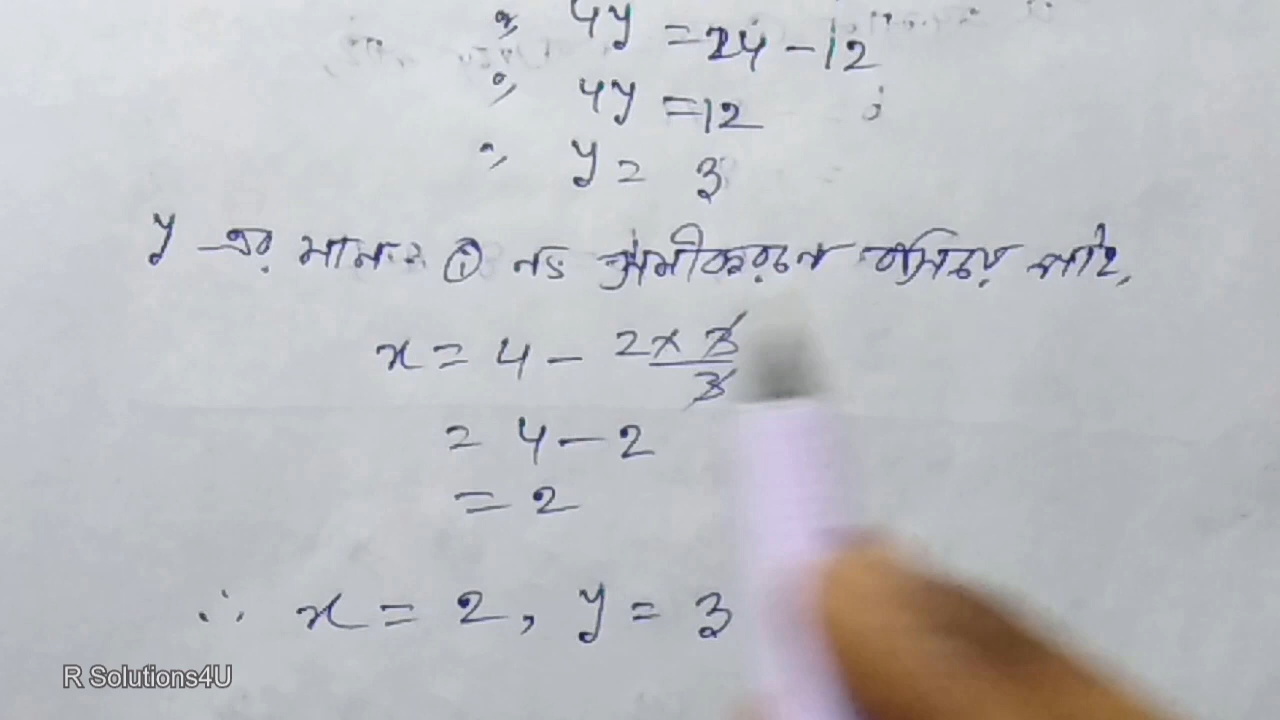 ∴ 4y = 24 - 12
∴ 4y = 12
∴ y = 3
y -এর মান ① নং সমীকরণে বসিয়ে পাই,
x = 4 - 2 × 3 / 3
= 4 - 2
= 2
∴ x = 2, y = 3
R Solutions4U